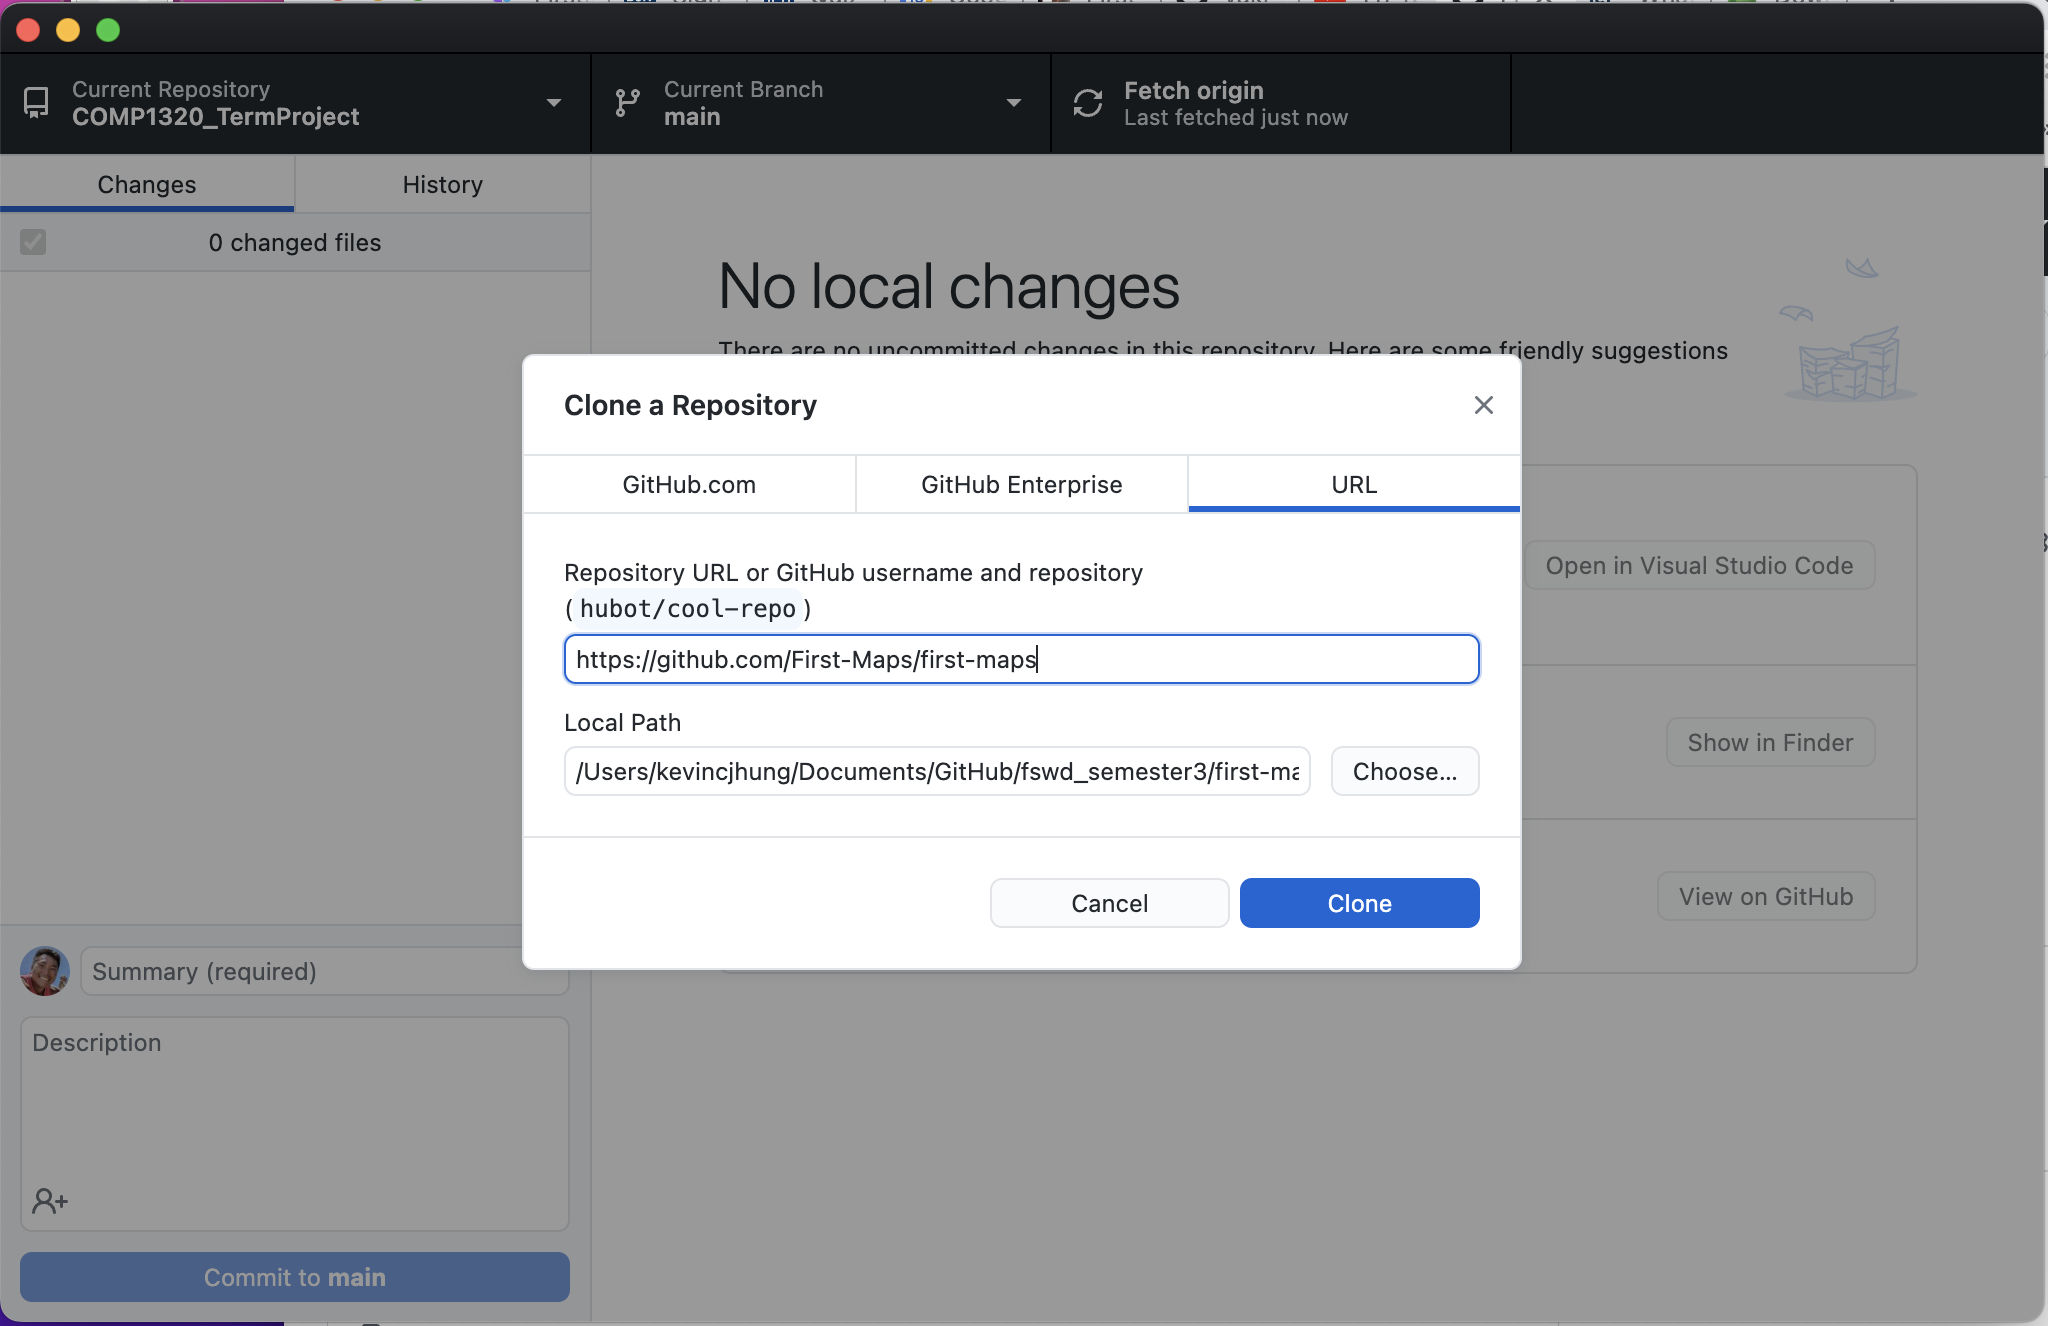 Current Repository
COMP1320_TermProject
Current Branch
main
Fetch origin
Last fetched just now
Changes
History
0 changed files
No local changes
There are no uncommitted changes in this repository. Here are some friendly suggestions
Clone a Repository
GitHub.com
GitHub Enterprise
URL
Repository URL or GitHub username and repository
(hubot/cool-repo)
https://github.com/First-Maps/first-maps
Local Path
/Users/kevincjhung/Documents/GitHub/fswd_semester3/first-ma
Choose...
Cancel
Clone
Open in Visual Studio Code
Show in Finder
View on GitHub
Summary (required)
Description
Commit to main